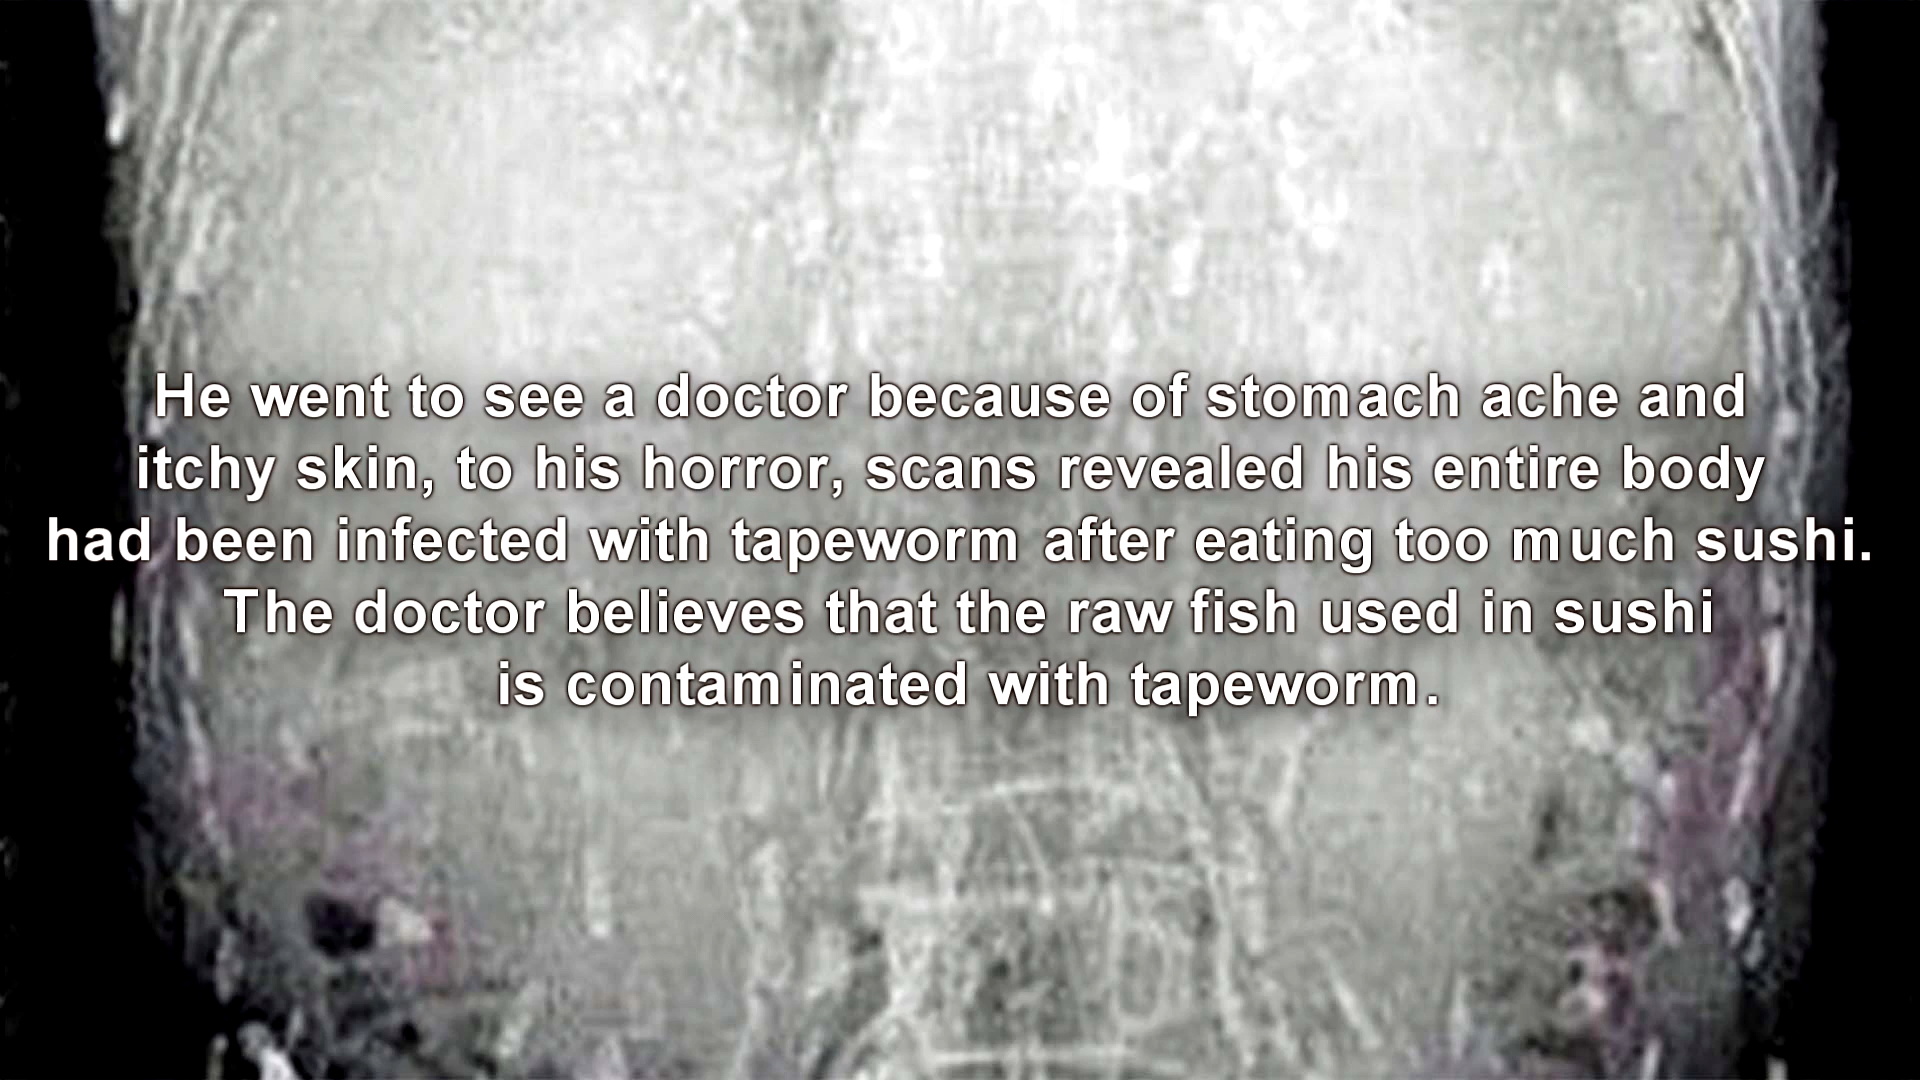 He went to see a doctor because of stomach ache and
itchy skin, to his horror, scans revealed his entire body
had been infected with tapeworm after eating too much sushi.
The doctor believes that the raw fish used in sushi
is contaminated with tapeworm.